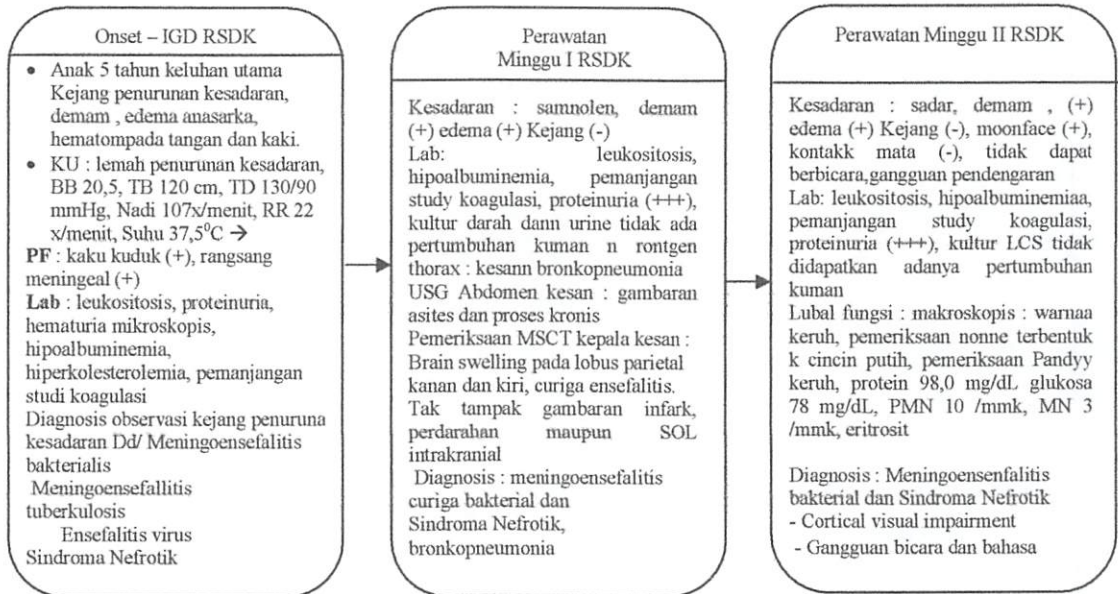 Onset – IGD RSDK
• Anak 5 tahun keluhan utama
Kejang penurunan kesadaran,
demam , edema anasarka,
hematompada tangan dan kaki.
• KU : lemah penurunan kesadaran,
BB 20,5, TB 120 cm, TD 130/90
mmHg, Nadi 107x/menit, RR 22
x/menit, Suhu 37,5⁰C →
PF : kaku kuduk (+), rangsang
meningeal (+)
Lab : leukositosis, proteinuria,
hematuria mikroskopis,
hipoalbuminemia,
hiperkolesterolemia, pemanjangan
studi koagulasi
Diagnosis observasi kejang penuruna
kesadaran Dd/ Meningoensefalitis
bakterialis
Meningoensefallitis
tuberkulosis
Ensefalitis virus
Sindroma Nefrotik
Perawatan
Minggu I RSDK
Kesadaran : samnolen, demam
(+) edema (+) Kejang (-)
Lab: leukositosis,
hipoalbuminemia, pemanjangan
study koagulasi, proteinuria (+++),
kultur darah dann urine tidak ada
pertumbuhan kuman n rontgen
thorax : kesann bronkopneumonia
USG Abdomen kesan : gambaran
asites dan proses kronis
Pemeriksaan MSCT kepala kesan :
Brain swelling pada lobus parietal
kanan dan kiri, curiga ensefalitis.
Tak tampak gambaran infark,
perdarahan maupun SOL
intrakranial
Diagnosis : meningoensefalitis
curiga bakterial dan
Sindroma Nefrotik,
bronkopneumonia
Perawatan Minggu II RSDK
Kesadaran : sadar, demam , (+)
edema (+) Kejang (-), moonface (+),
kontakk mata (-), tidak dapat
berbicara,gangguan pendengaran
Lab: leukositosis, hipoalbuminemiaa,
pemanjangan study koagulasi,
proteinuria (+++), kultur LCS tidak
didapatkan adanya pertumbuhan
kuman
Lubal fungsi : makroskopis : warnaa
keruh, pemeriksaan nonne terbentuk
k cincin putih, pemeriksaan Pandyy
keruh, protein 98,0 mg/dL glukosa
78 mg/dL, PMN 10 /mmk, MN 3
/mmk, eritrosit
Diagnosis : Meningoensenfalitis
bakterial dan Sindroma Nefrotik
- Cortical visual impairment
- Gangguan bicara dan bahasa